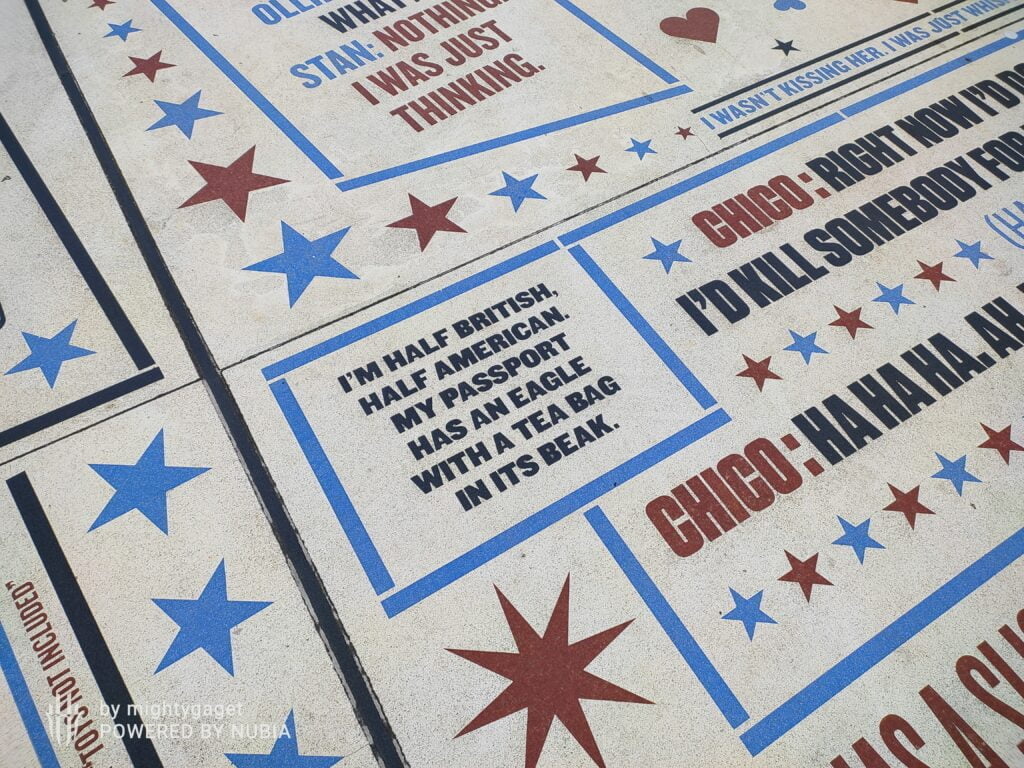 WHAT
STAN: NOTHING.
I WAS JUST
THINKING.
I WASN'T KISSING HER. I WAS JUST
CHICO: RIGHT NOW I'D
I'D KILL SOMEBODY FOR
I'M HALF BRITISH,
HALF AMERICAN.
MY PASSPORT
HAS AN EAGLE
WITH A TEA BAG
IN ITS BEAK.
CHICO: HA HA HA. AH,
NOT INCLUDED"
by mightygaget
POWERED BY NUBIA